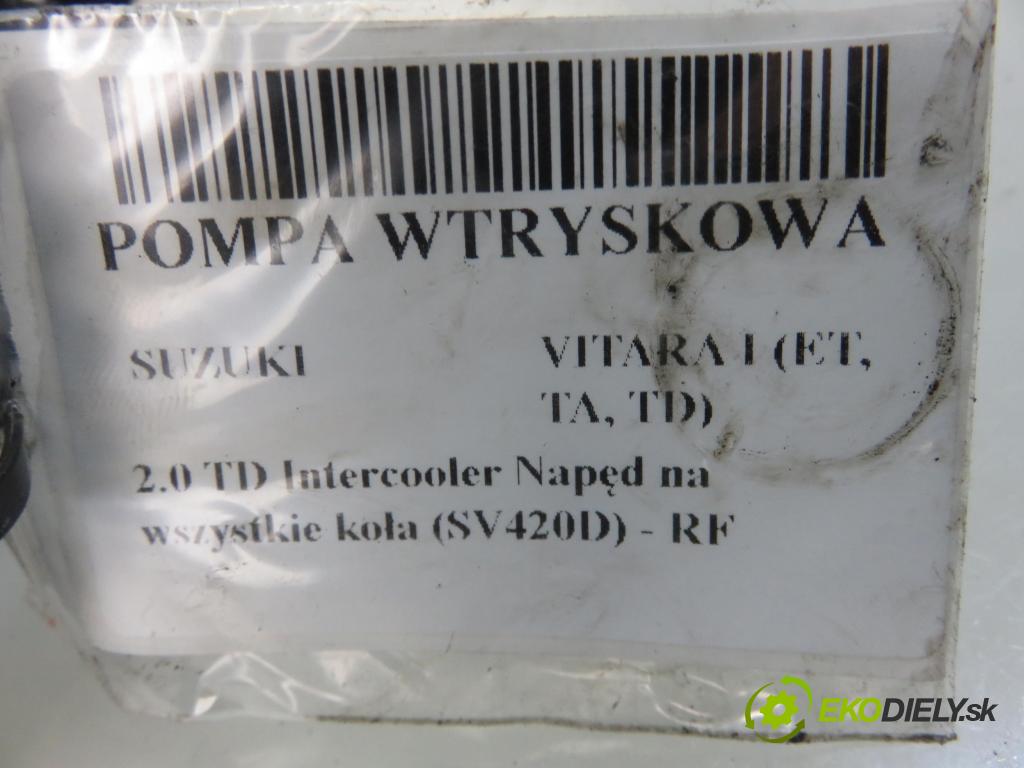 POMPA WTRYSKOWA
SUZUKI
VITARA I (ET,
TA, TD)
2.0 TD Intercooler Napęd na
wszystkie koła (SV420D) - RF
EKODIELY.sk